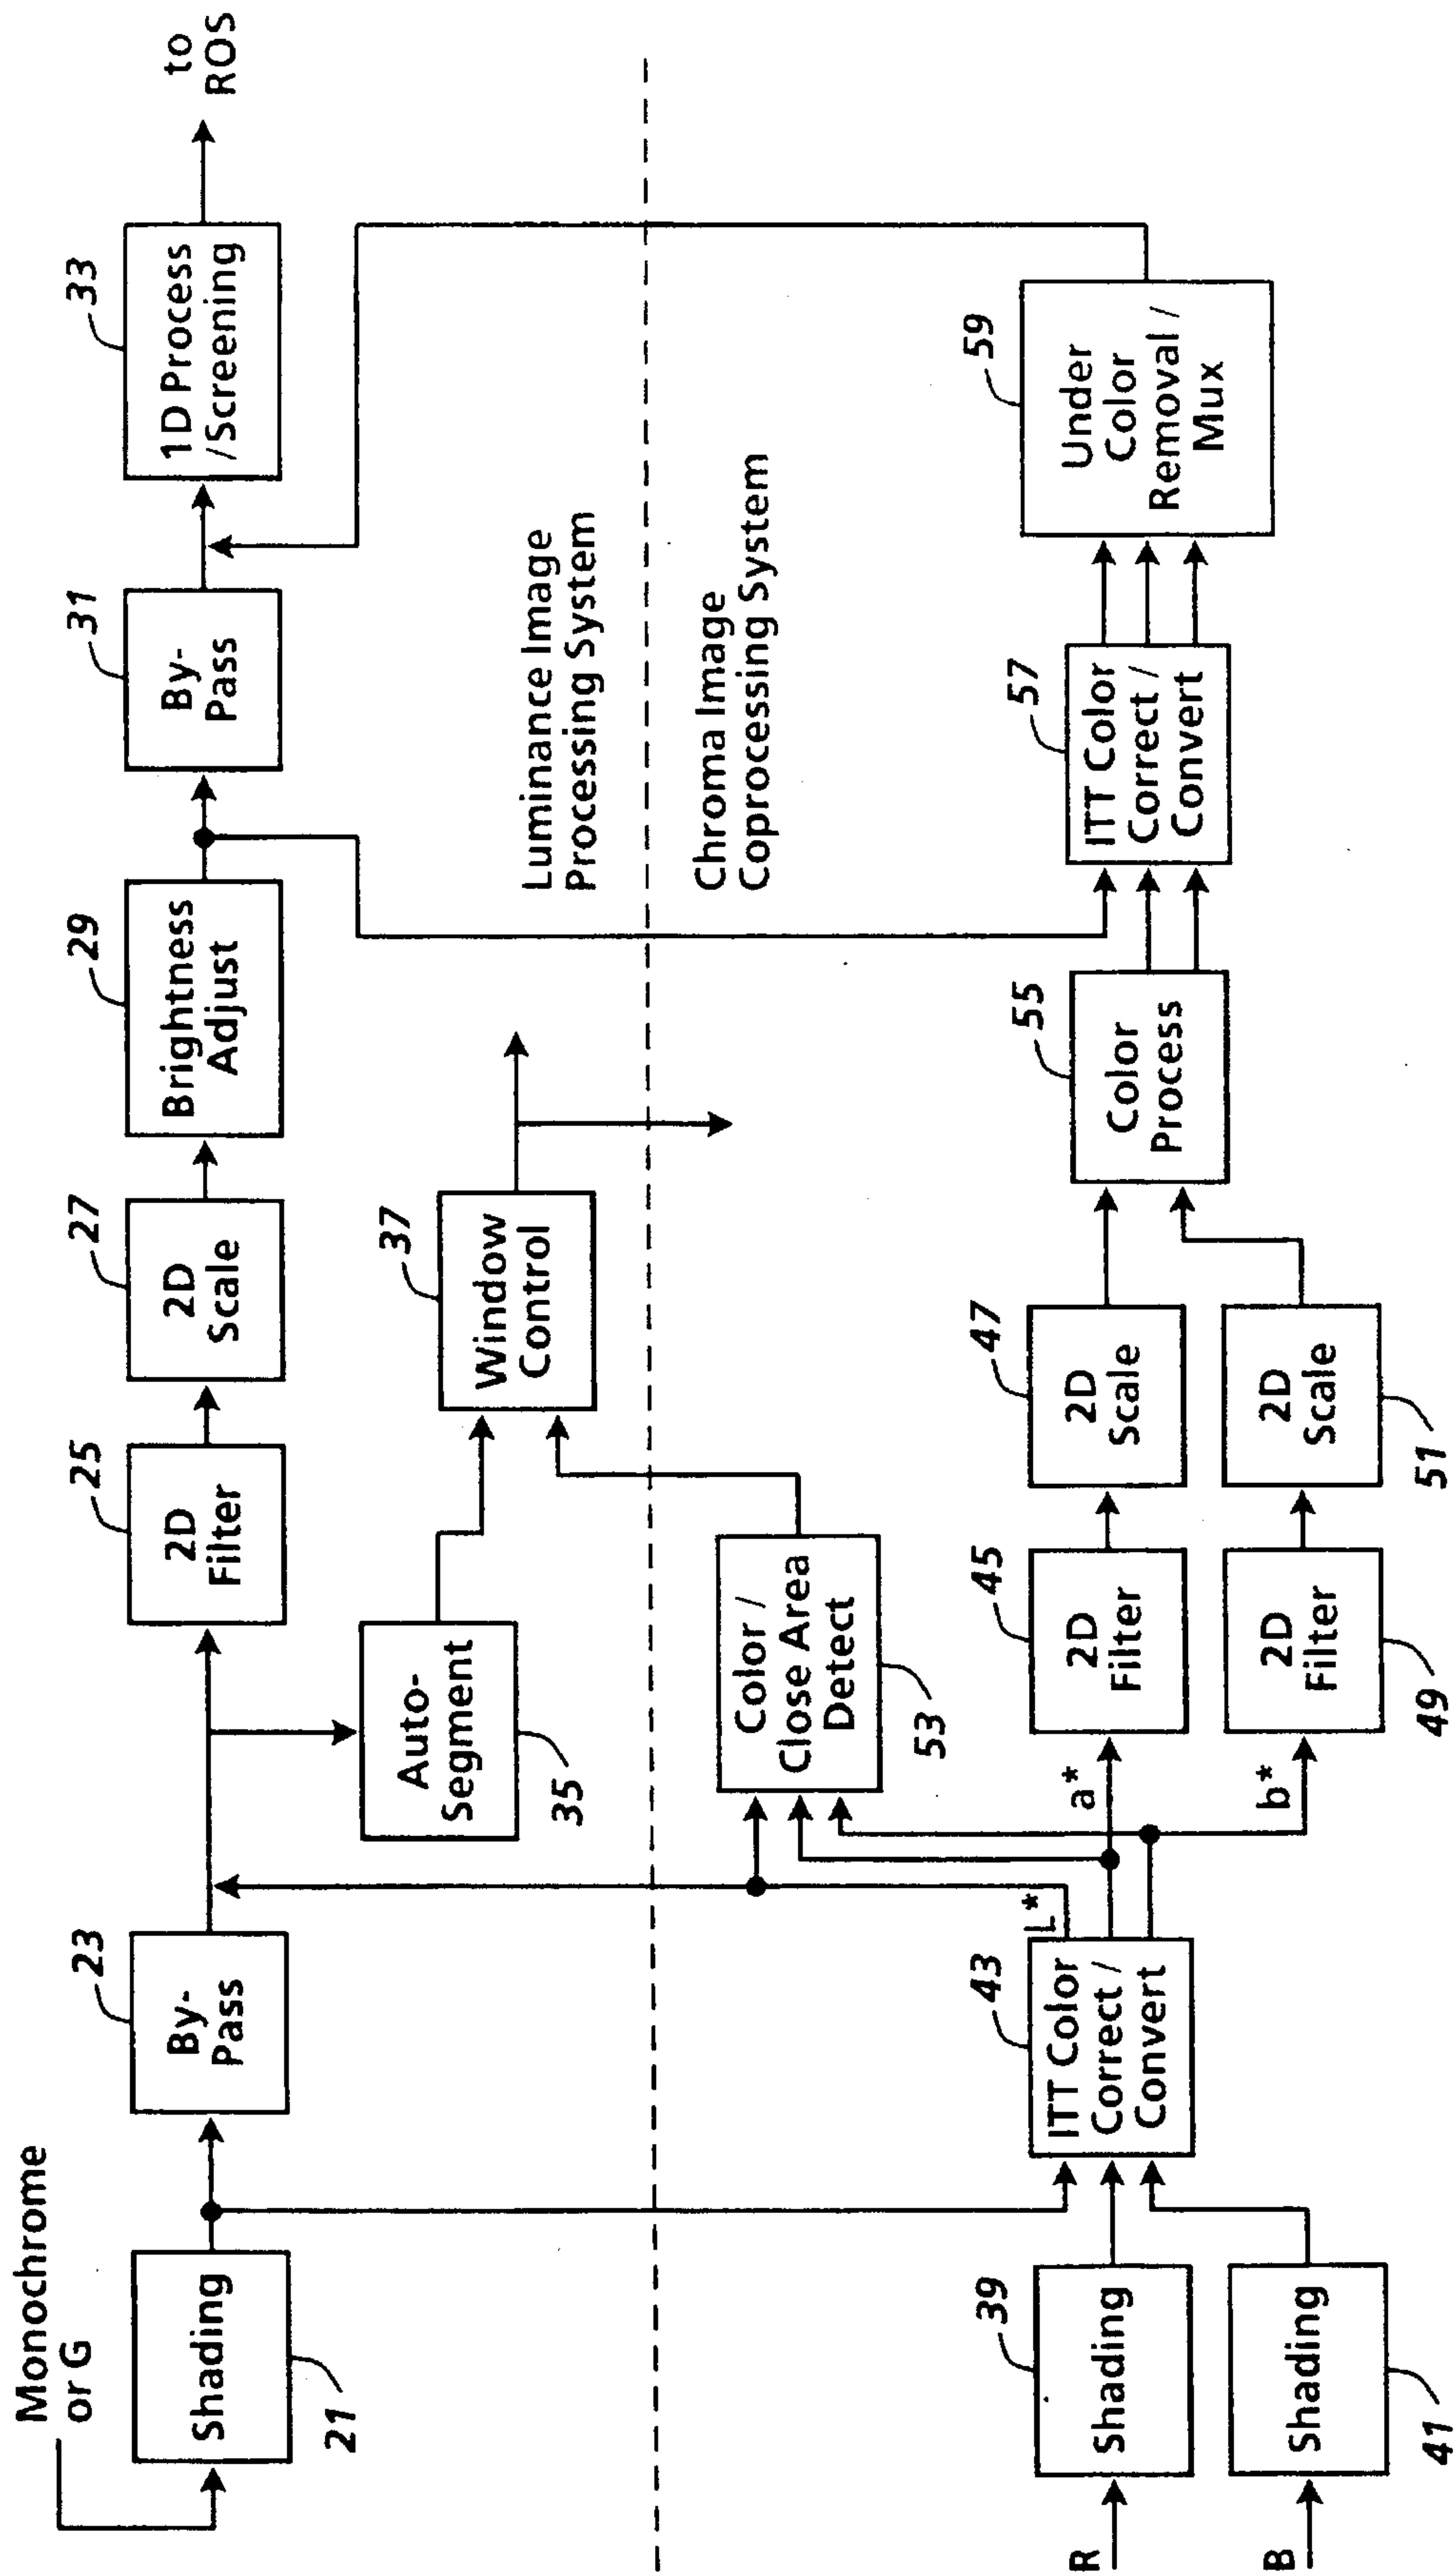 Monochrome
or G
Shading
21
By-
Pass
23
2D
Filter
25
2D
Scale
27
Brightness
Adjust
29
By-
Pass
31
1D Process
/Screening
33
to
ROS
Auto-
Segment
35
Window
Control
37
Luminance Image
Processing System
Chroma Image
Coprocessing System
R
Shading
39
B
Shading
41
ITT Color
Correct /
Convert
43
L*
a*
b*
Color /
Close Area
Detect
53
2D
Filter
45
2D
Scale
47
2D
Filter
49
2D
Scale
51
Color
Process
55
ITT Color
Correct /
Convert
57
Under
Color
Removal /
Mux
59